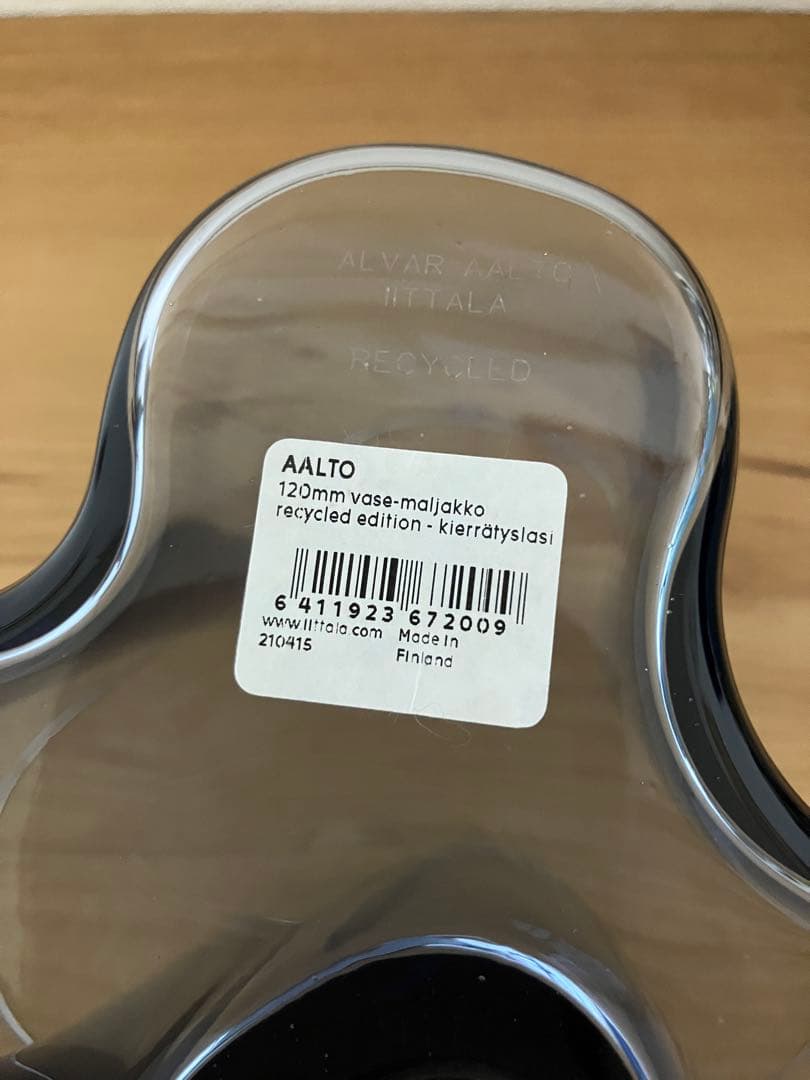 ALVAR AALTO
IITTALA
RECYCLED
AALTO
120mm vase-maljakko
recycled edition - kierrätyslasi
6 411923 672009
www.iittala.com Made in
210415 Finland